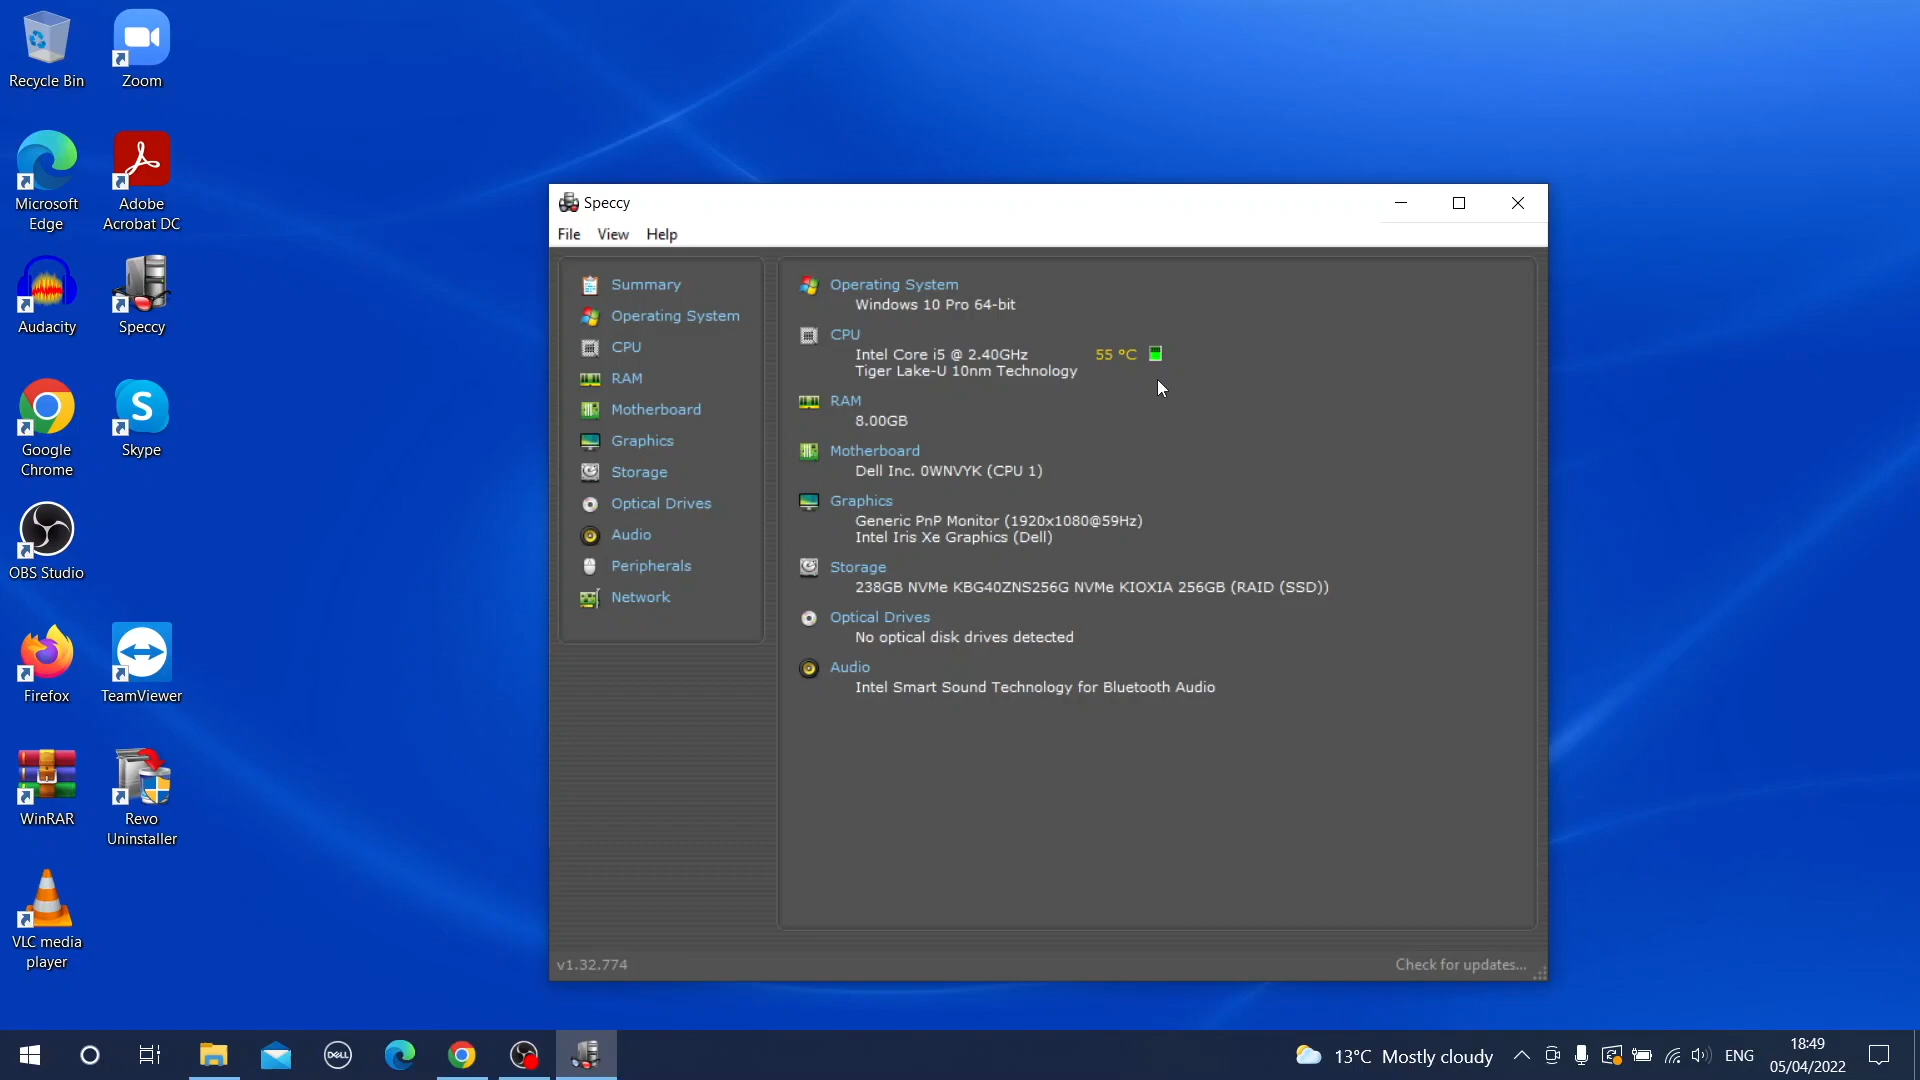 Recycle Bin
Zoom
Microsoft
Edge
Adobe
Acrobat DC
Audacity
Speccy
Google
Chrome
Skype
OBS Studio
Firefox
TeamViewer
WinRAR
Revo
Uninstaller
VLC media
player
Speccy
File View Help
Summary
Operating System
CPU
RAM
Motherboard
Graphics
Storage
Optical Drives
Audio
Peripherals
Network
Operating System
Windows 10 Pro 64-bit
CPU
Intel Core i5 @ 2.40GHz 55 °C
Tiger Lake-U 10nm Technology
RAM
8.00GB
Motherboard
Dell Inc. 0WNVYK (CPU 1)
Graphics
Generic PnP Monitor (1920x1080@59Hz)
Intel Iris Xe Graphics (Dell)
Storage
238GB NVMe KBG40ZNS256G NVMe KIOXIA 256GB (RAID (SSD))
Optical Drives
No optical disk drives detected
Audio
Intel Smart Sound Technology for Bluetooth Audio
v1.32.774
Check for updates...
DELL
13°C Mostly cloudy
ENG
18:49
05/04/2022